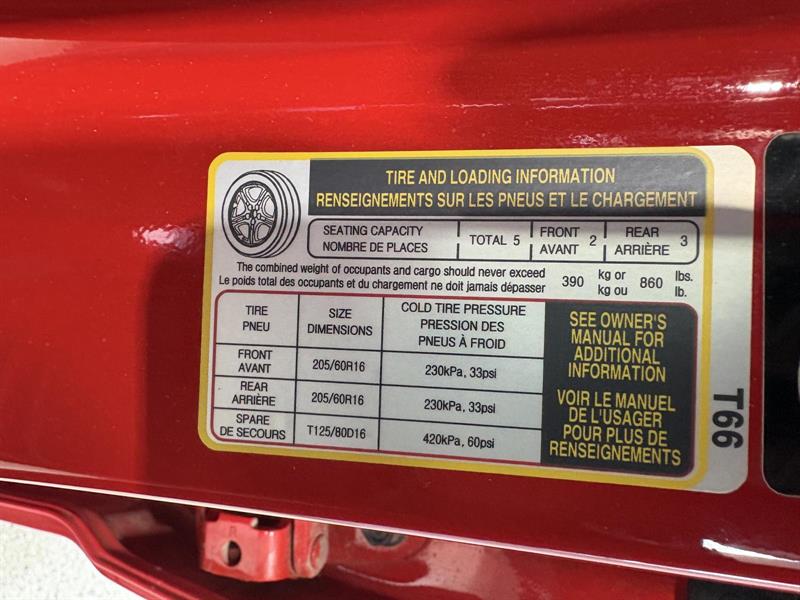 TIRE AND LOADING INFORMATION
RENSEIGNEMENTS SUR LES PNEUS ET LE CHARGEMENT
SEATING CAPACITY
NOMBRE DE PLACES
TOTAL 5
FRONT
AVANT 2
REAR
ARRIÈRE 3
The combined weight of occupants and cargo should never exceed
Le poids total des occupants et du chargement ne doit jamais dépasser
390
kg or
kg ou
860
lbs.
lb.
TIRE
PNEU
SIZE
DIMENSIONS
COLD TIRE PRESSURE
PRESSION DES
PNEUS À FROID
FRONT
AVANT
205/60R16
230kPa, 33psi
REAR
ARRIÈRE
205/60R16
230kPa, 33psi
SPARE
DE SECOURS
T125/80D16
420kPa, 60psi
SEE OWNER'S
MANUAL FOR
ADDITIONAL
INFORMATION
VOIR LE MANUEL
DE L'USAGER
POUR PLUS DE
RENSEIGNEMENTS
T66